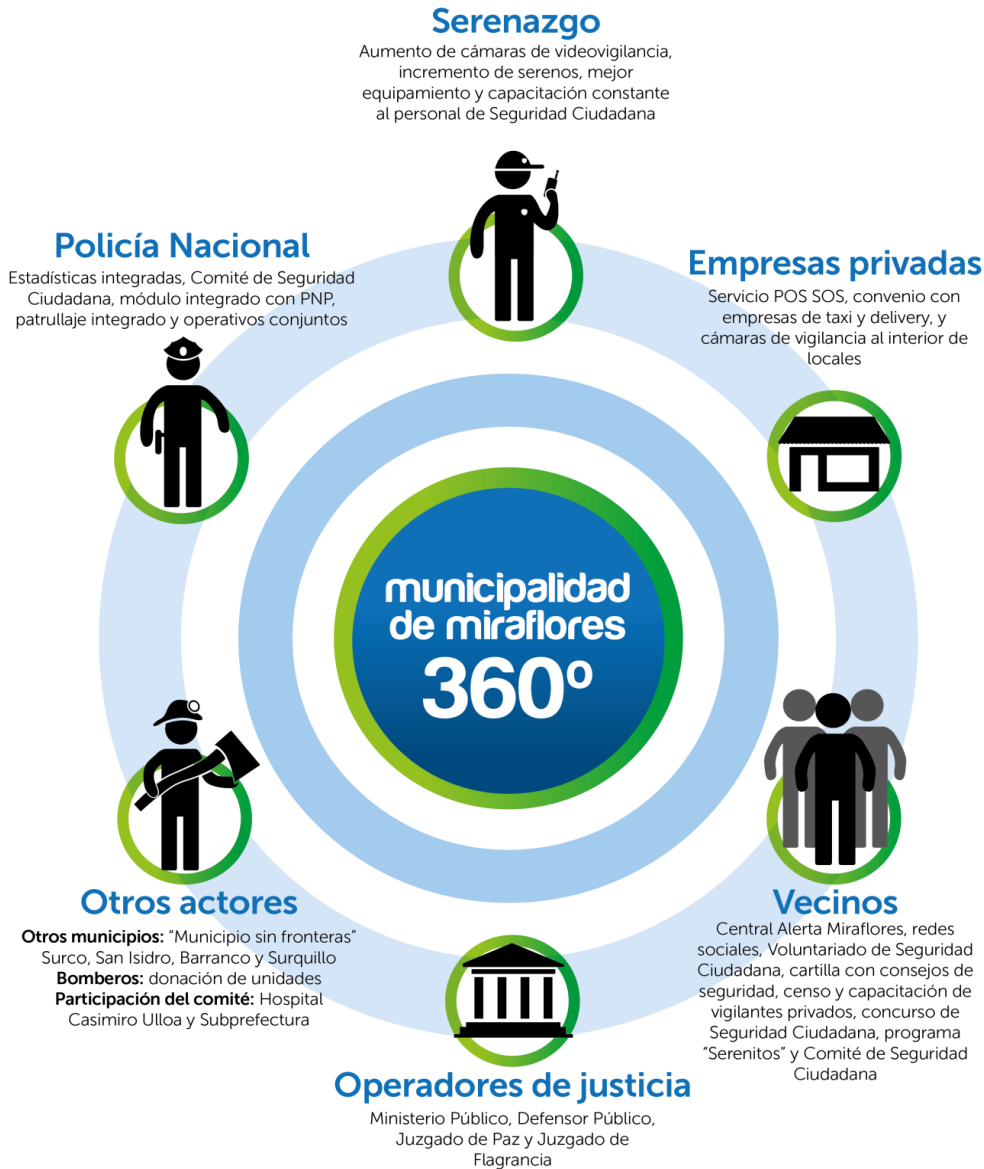 Serenazgo
Aumento de cámaras de videovigilancia,
incremento de serenos, mejor
equipamiento y capacitación constante
al personal de Seguridad Ciudadana
Policía Nacional
Estadísticas integradas, Comité de Seguridad
Ciudadana, módulo integrado con PNP,
patrullaje integrado y operativos conjuntos
Empresas privadas
Servicio POS SOS, convenio con
empresas de taxi y delivery, y
cámaras de vigilancia al interior de
locales
municipalidad
de miraflores
360º
Otros actores
Otros municipios: “Municipio sin fronteras”
Surco, San Isidro, Barranco y Surquillo
Bomberos: donación de unidades
Participación del comité: Hospital
Casimiro Ulloa y Subprefectura
Vecinos
Central Alerta Miraflores, redes
sociales, Voluntariado de Seguridad
Ciudadana, cartilla con consejos de
seguridad, censo y capacitación de
vigilantes privados, concurso de
Seguridad Ciudadana, programa
“Serenitos” y Comité de Seguridad
Ciudadana
Operadores de justicia
Ministerio Público, Defensor Público,
Juzgado de Paz y Juzgado de
Flagrancia